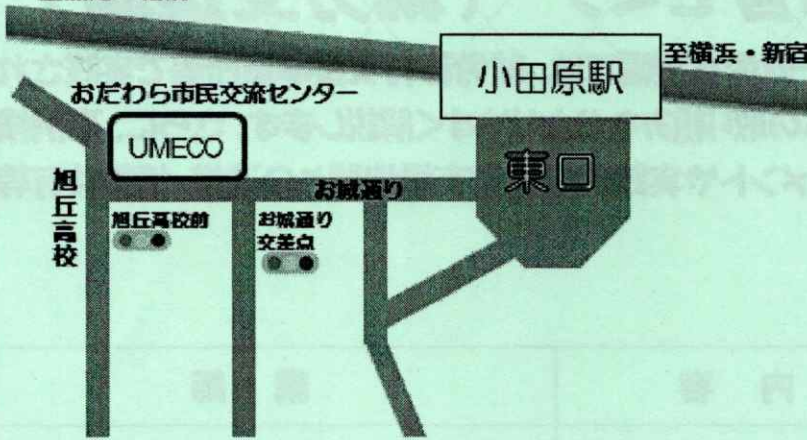 小田原駅
至横浜・新宿
おだわら市民交流センター
UMECO
東口
お城通り
旭丘高校
旭丘高校前
お城通り
交差点